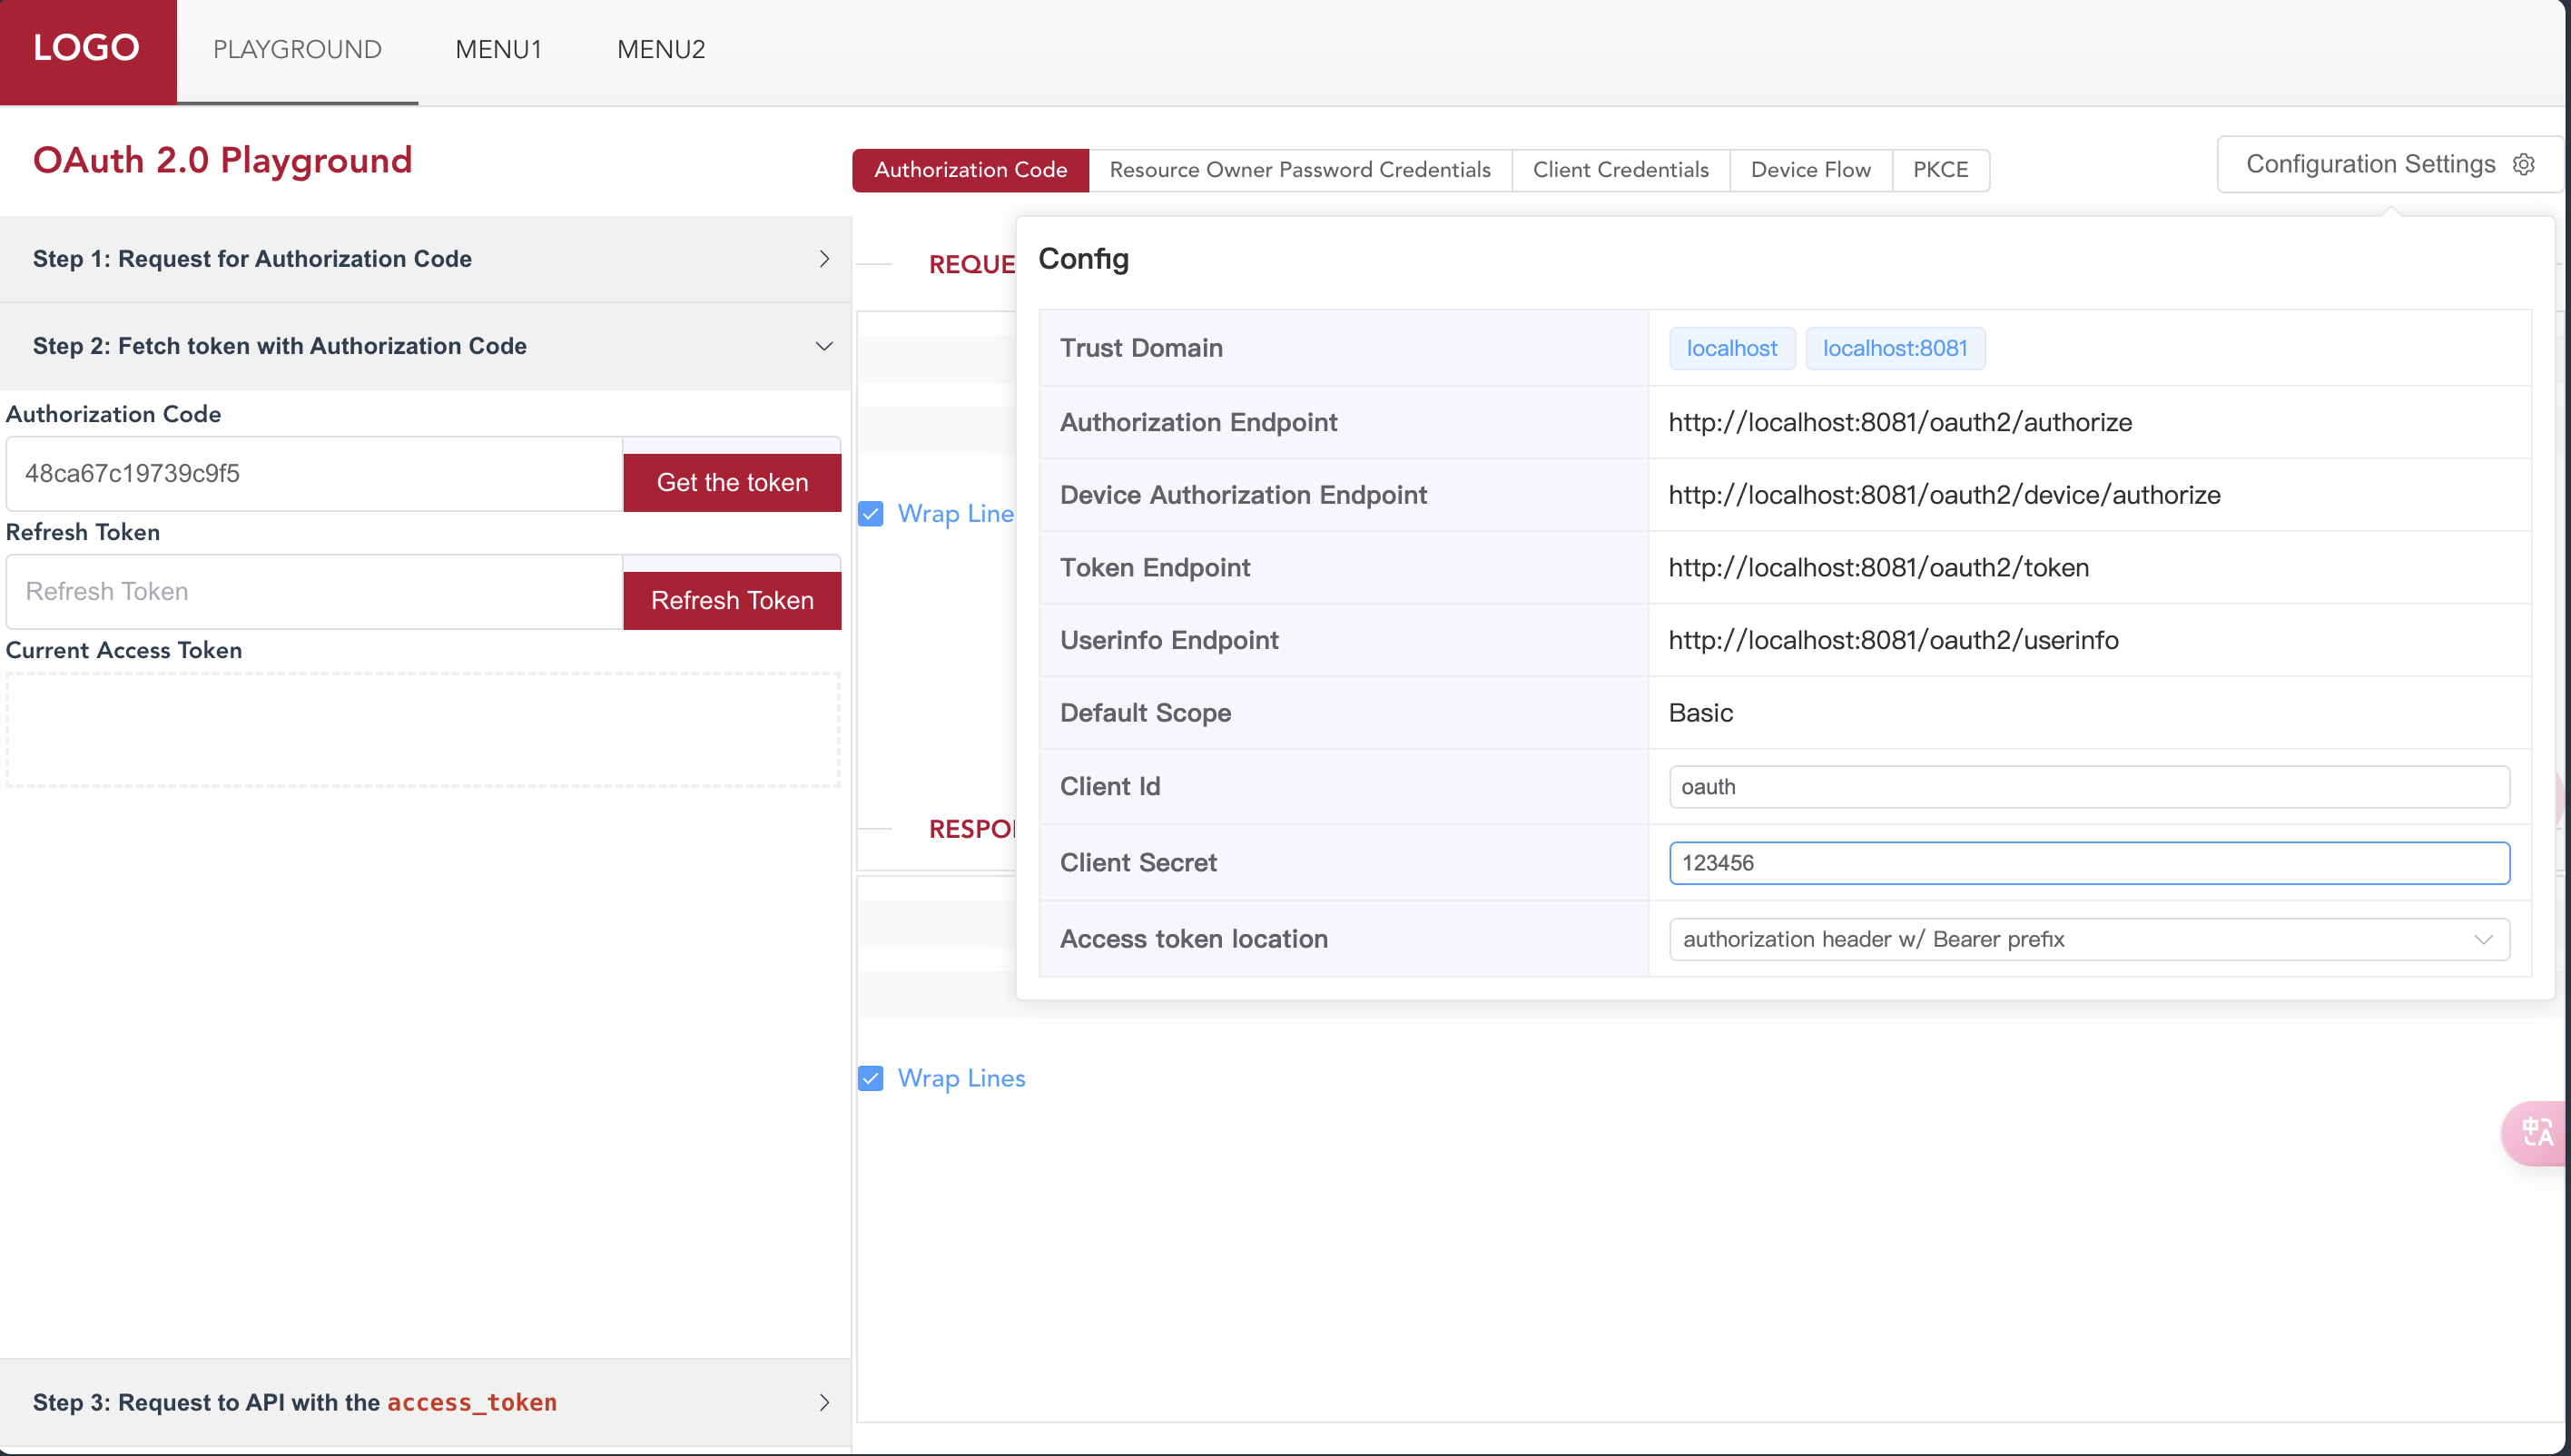 LOGO
PLAYGROUND
MENU1
MENU2
OAuth 2.0 Playground
Authorization Code
Resource Owner Password Credentials
Client Credentials
Device Flow
PKCE
Configuration Settings
Step 1: Request for Authorization Code
Step 2: Fetch token with Authorization Code
Authorization Code
48ca67c19739c9f5
Get the token
Refresh Token
Refresh Token
Refresh Token
Current Access Token
Step 3: Request to API with the access_token
REQUE
Wrap Line
RESPO
Wrap Lines
Config
Trust Domain
localhost localhost:8081
Authorization Endpoint
http://localhost:8081/oauth2/authorize
Device Authorization Endpoint
http://localhost:8081/oauth2/device/authorize
Token Endpoint
http://localhost:8081/oauth2/token
Userinfo Endpoint
http://localhost:8081/oauth2/userinfo
Default Scope
Basic
Client Id
oauth
Client Secret
123456
Access token location
authorization header w/ Bearer prefix
中A